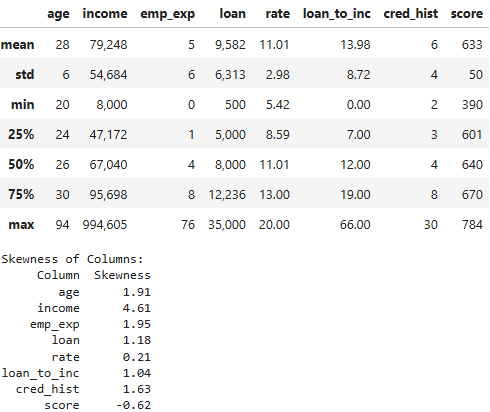 age income emp_exp loan rate loan_to_inc cred_hist score
mean 28 79,248 5 9,582 11.01 13.98 6 633
std 6 54,684 6 6,313 2.98 8.72 4 50
min 20 8,000 0 500 5.42 0.00 2 390
25% 24 47,172 1 5,000 8.59 7.00 3 601
50% 26 67,040 4 8,000 11.01 12.00 4 640
75% 30 95,698 8 12,236 13.00 19.00 8 670
max 94 994,605 76 35,000 20.00 66.00 30 784
Skewness of Columns:
Column Skewness
age 1.91
income 4.61
emp_exp 1.95
loan 1.18
rate 0.21
loan_to_inc 1.04
cred_hist 1.63
score -0.62